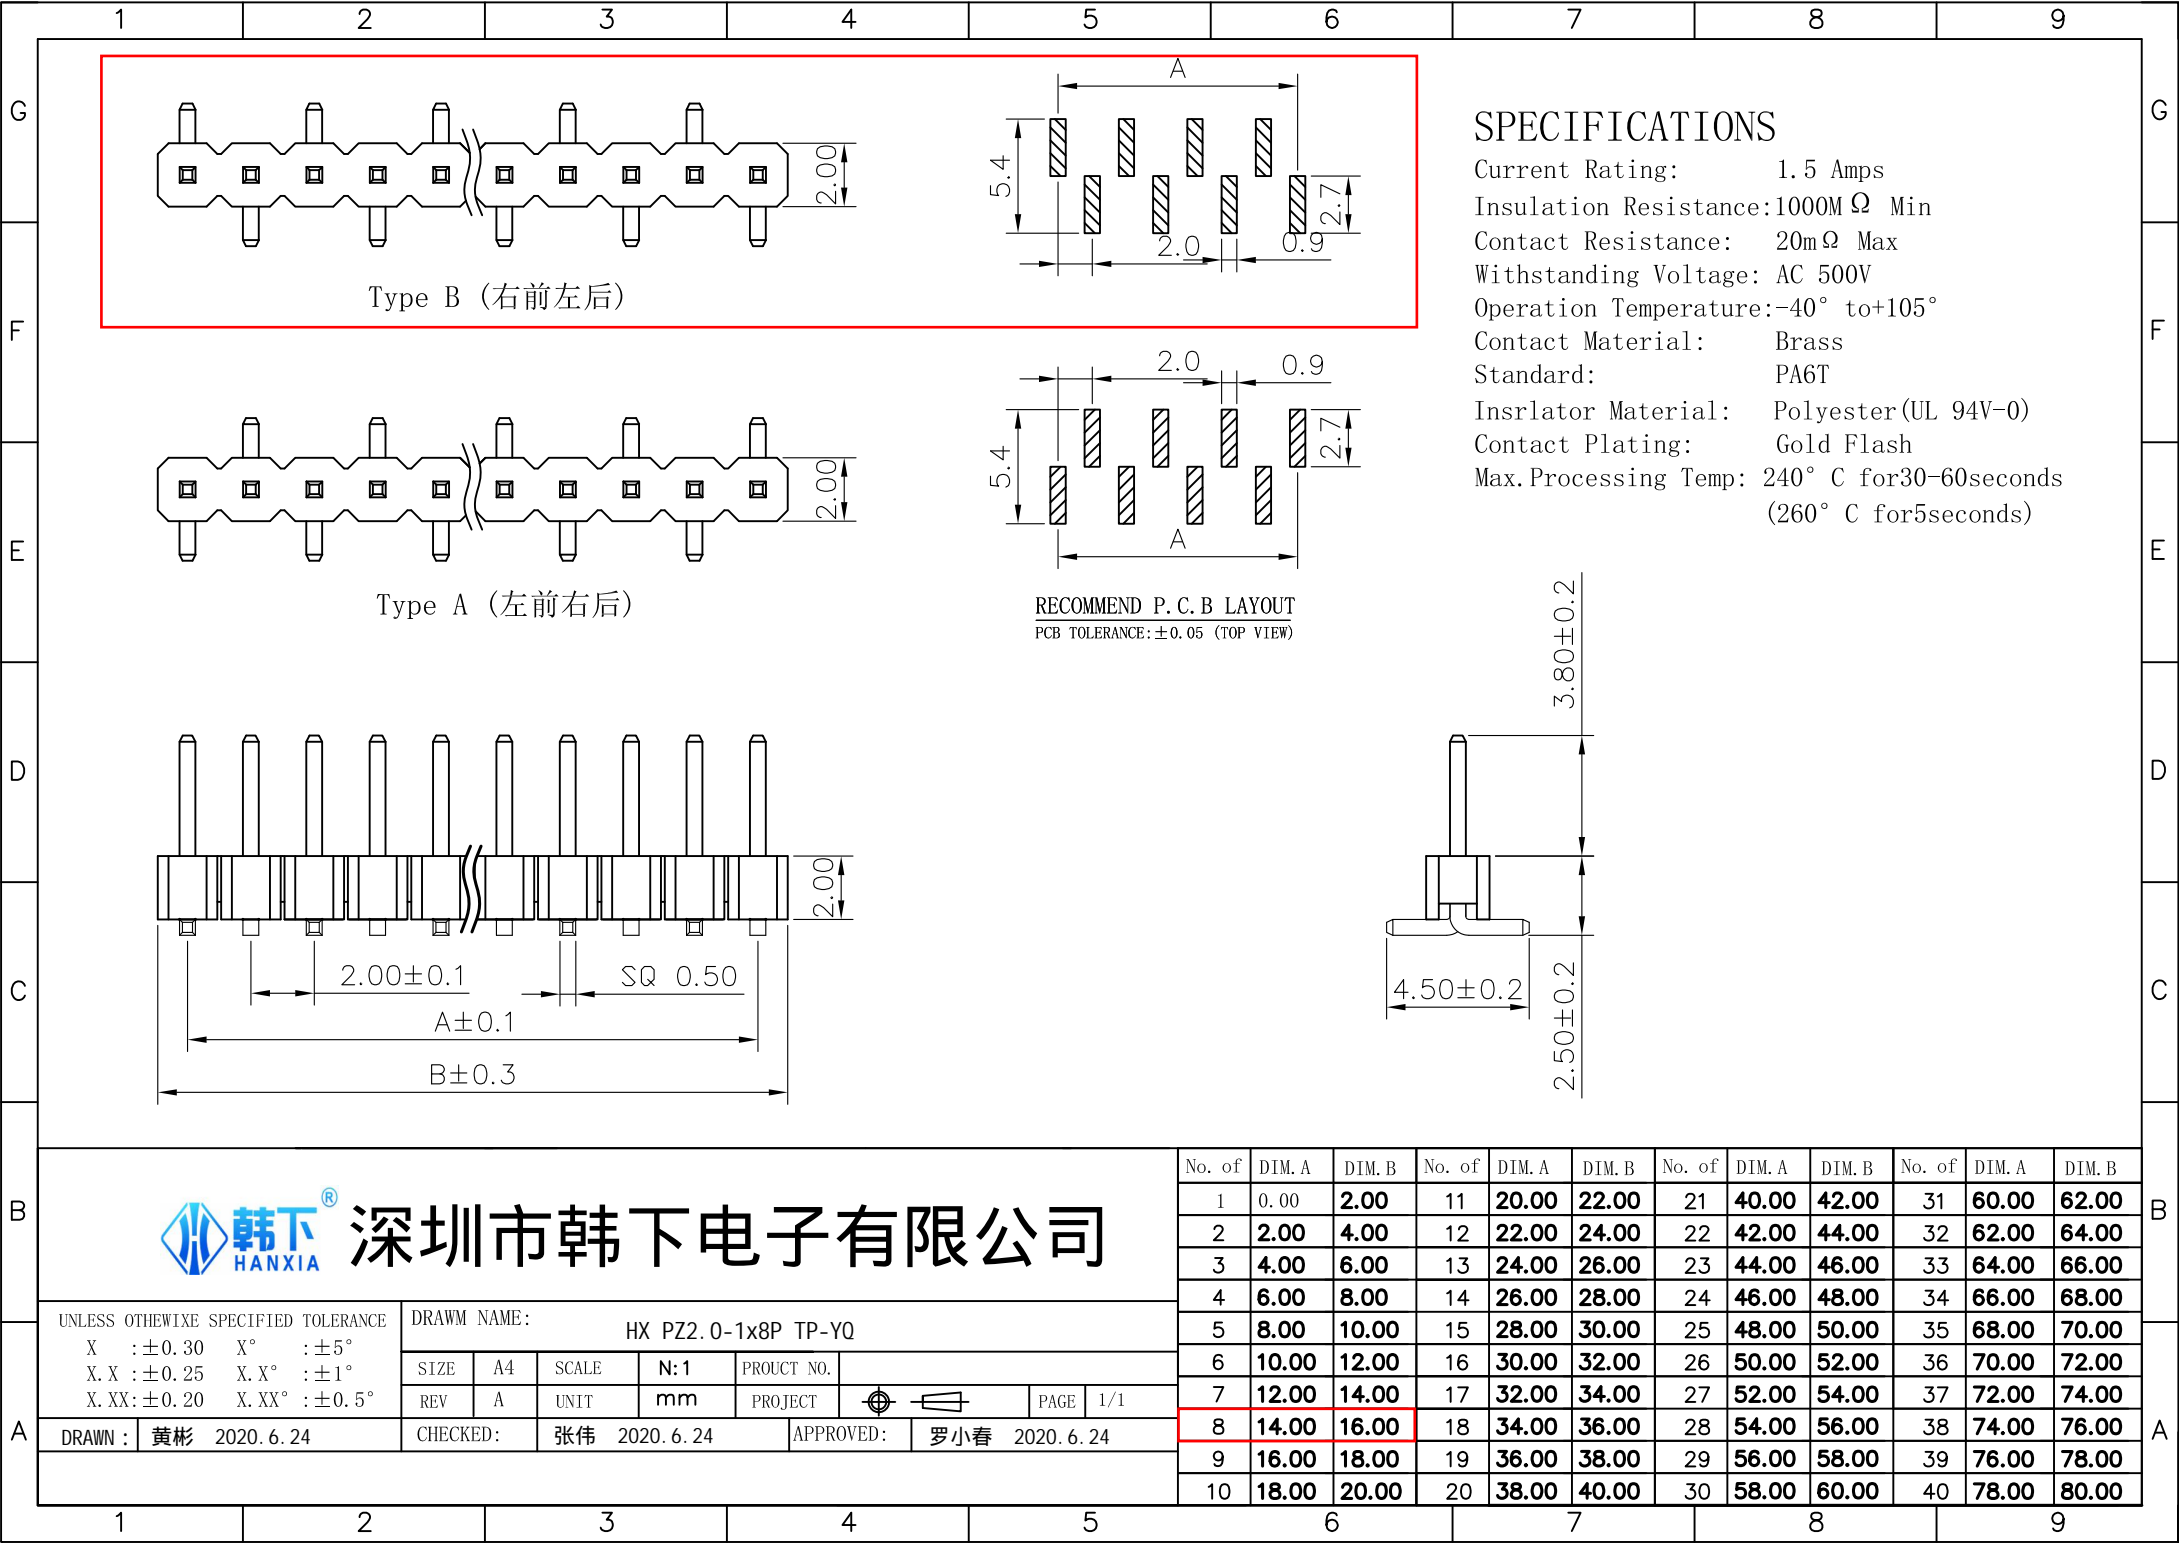 1 2 3 4 5 6 7 8 9
G G
F F
E E
D D
C C
B B
A A
2.00
Type B (右前左后)
A
5.4
2.7
2.0
0.9
2.00
Type A (左前右后)
2.0
0.9
5.4
2.7
A
RECOMMEND P.C.B LAYOUT
PCB TOLERANCE:±0.05 (TOP VIEW)
SPECIFICATIONS
Current Rating: 1.5 Amps
Insulation Resistance:1000MΩ Min
Contact Resistance: 20mΩ Max
Withstanding Voltage: AC 500V
Operation Temperature:-40° to+105°
Contact Material: Brass
Standard: PA6T
Insrlator Material: Polyester(UL 94V-0)
Contact Plating: Gold Flash
Max.Processing Temp: 240° C for30-60seconds
(260° C for5seconds)
2.00
2.00±0.1
SQ 0.50
A±0.1
B±0.3
3.80±0.2
4.50±0.2
2.50±0.2
韩下®
HANXIA
深圳市韩下电子有限公司
UNLESS OTHEWIXE SPECIFIED TOLERANCE
X :±0.30 X° :±5°
X.X :±0.25 X.X° :±1°
X.XX:±0.20 X.XX° :±0.5°
DRAWM NAME:
HX PZ2.0-1x8P TP-YQ
SIZE A4 SCALE N:1 PROUCT NO.
REV A UNIT mm PROJECT PAGE 1/1
DRAWN : 黄彬 2020.6.24 CHECKED: 张伟 2020.6.24 APPROVED: 罗小春 2020.6.24
No. of DIM.A DIM.B No. of DIM.A DIM.B No. of DIM.A DIM.B No. of DIM.A DIM.B
1 0.00 2.00 11 20.00 22.00 21 40.00 42.00 31 60.00 62.00
2 2.00 4.00 12 22.00 24.00 22 42.00 44.00 32 62.00 64.00
3 4.00 6.00 13 24.00 26.00 23 44.00 46.00 33 64.00 66.00
4 6.00 8.00 14 26.00 28.00 24 46.00 48.00 34 66.00 68.00
5 8.00 10.00 15 28.00 30.00 25 48.00 50.00 35 68.00 70.00
6 10.00 12.00 16 30.00 32.00 26 50.00 52.00 36 70.00 72.00
7 12.00 14.00 17 32.00 34.00 27 52.00 54.00 37 72.00 74.00
8 14.00 16.00 18 34.00 36.00 28 54.00 56.00 38 74.00 76.00
9 16.00 18.00 19 36.00 38.00 29 56.00 58.00 39 76.00 78.00
10 18.00 20.00 20 38.00 40.00 30 58.00 60.00 40 78.00 80.00
1 2 3 4 5 6 7 8 9